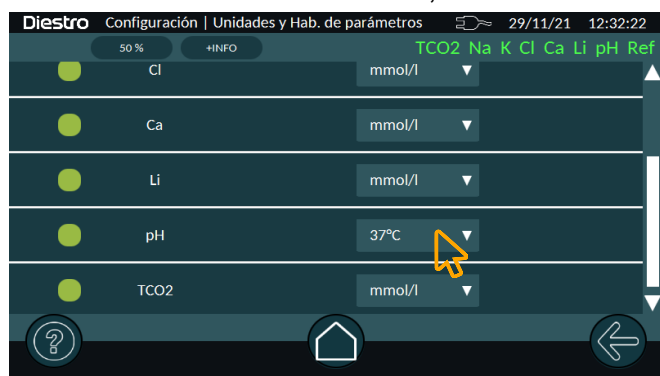 Diestro Configuración | Unidades y Hab. de parámetros 29/11/21 12:32:22
50 % +INFO TCO2 Na K Cl Ca Li pH Ref
Cl mmol/l
Ca mmol/l
Li mmol/l
pH 37°C
TCO2 mmol/l
?